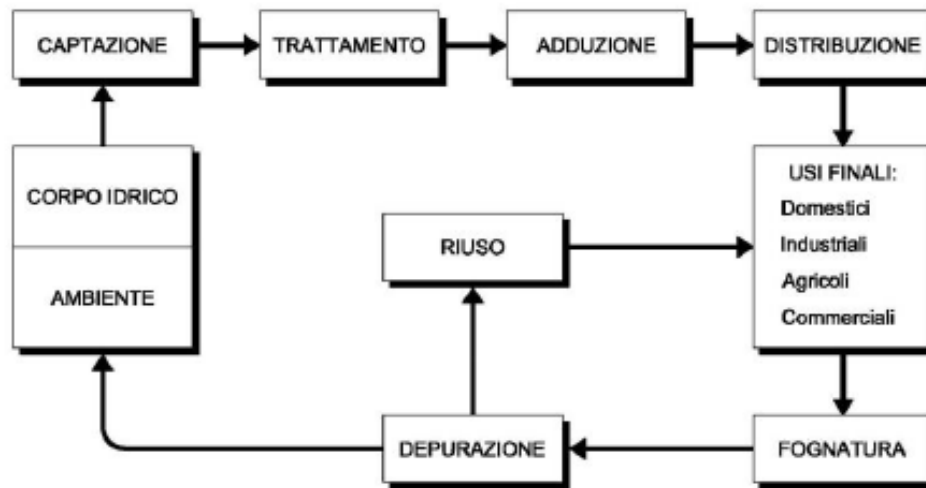 CAPTAZIONE
TRATTAMENTO
ADDUZIONE
DISTRIBUZIONE
CORPO IDRICO
AMBIENTE
RIUSO
USI FINALI:
Domestici
Industriali
Agricoli
Commerciali
DEPURAZIONE
FOGNATURA